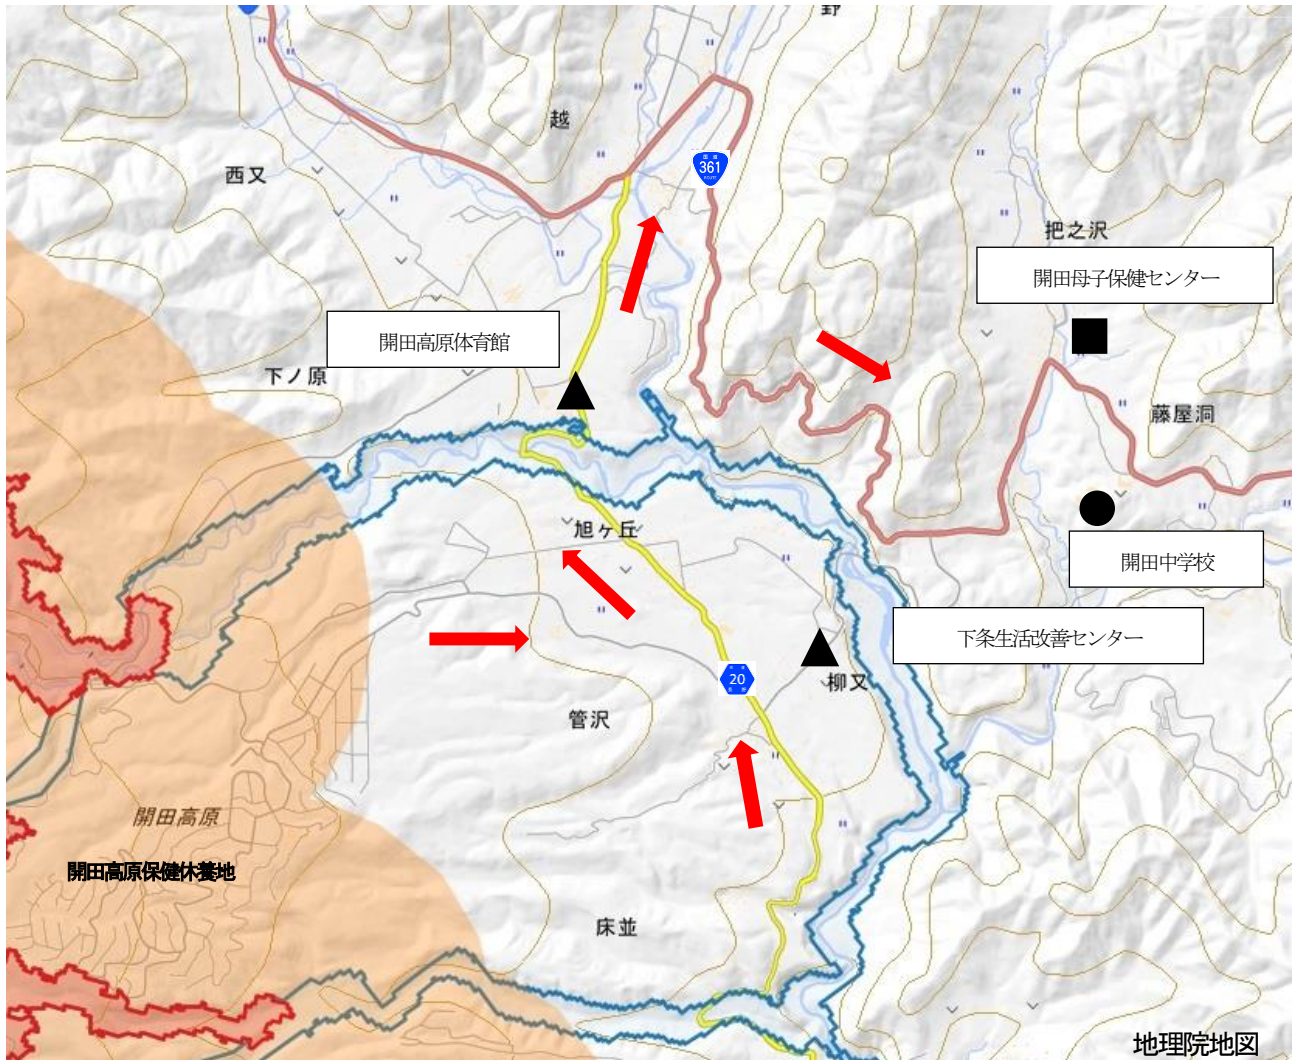 野
越
西又
361
把之沢
開田母子保健センター
開田高原体育館
下ノ原
藤屋洞
旭ヶ丘
開田中学校
下条生活改善センター
20
柳又
管沢
開田高原
開田高原保健休養地
床並
地理院地図